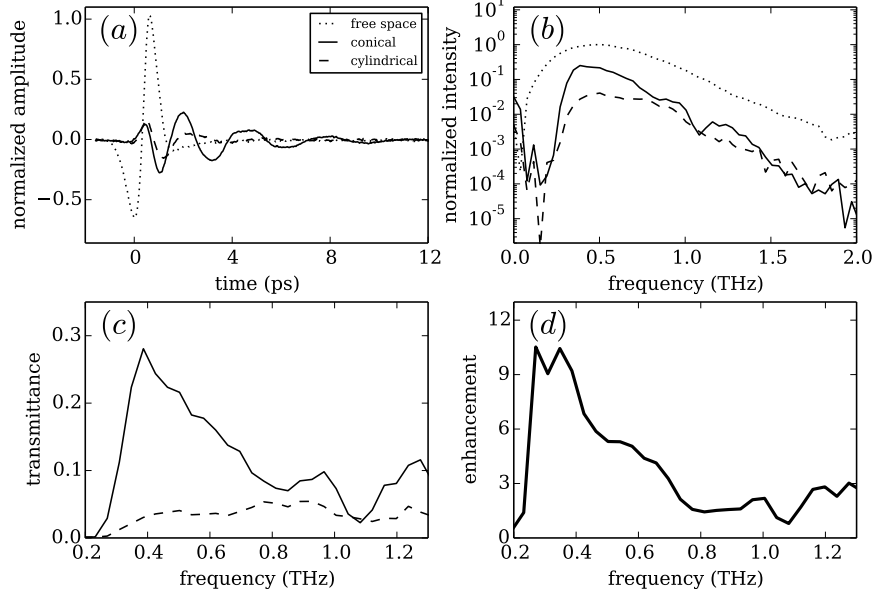 (a)
free space
conical
cylindrical
1.0
0.5
0.0
−0.5
normalized amplitude
0 4 8 12
time (ps)
(b)
10^1
10^0
10^-1
10^-2
10^-3
10^-4
10^-5
normalized intensity
0.0 0.5 1.0 1.5 2.0
frequency (THz)
(c)
0.3
0.2
0.1
0.0
transmittance
0.2 0.4 0.6 0.8 1.0 1.2
frequency (THz)
(d)
12
9
6
3
0
enhancement
0.2 0.4 0.6 0.8 1.0 1.2
frequency (THz)